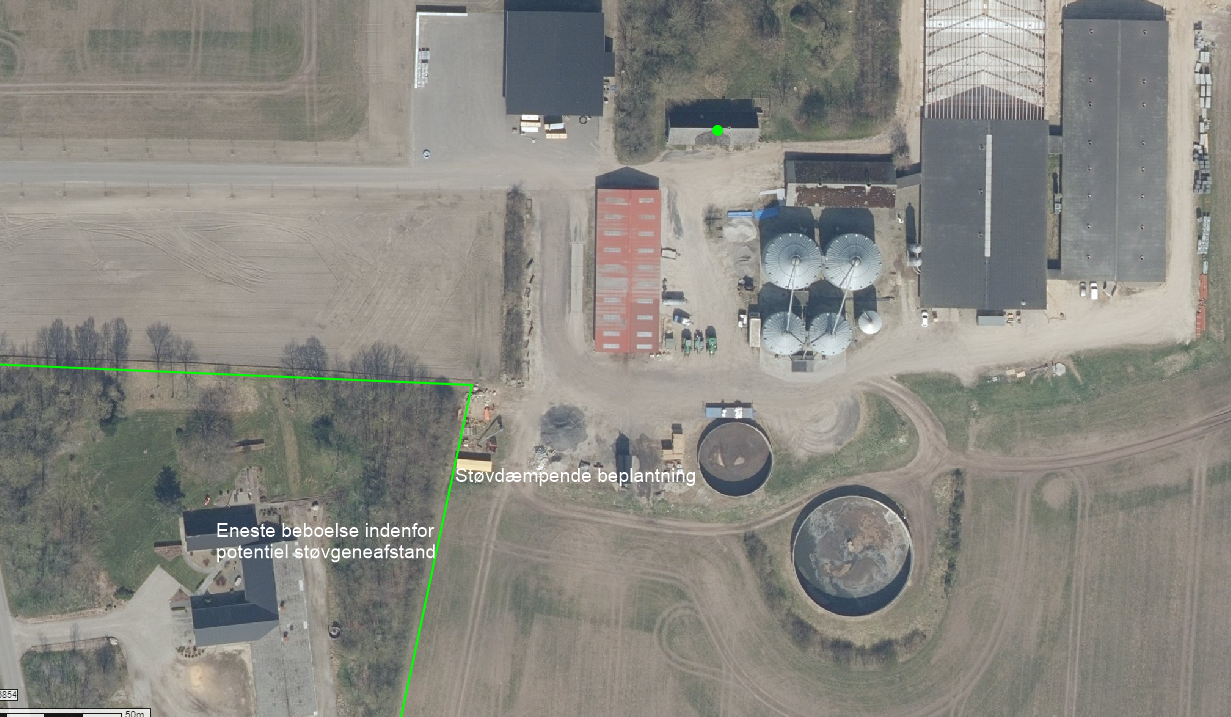 Støvdæmpende beplantning
Eneste beboelse indenfor
potentiel støvgeneafstand
50m